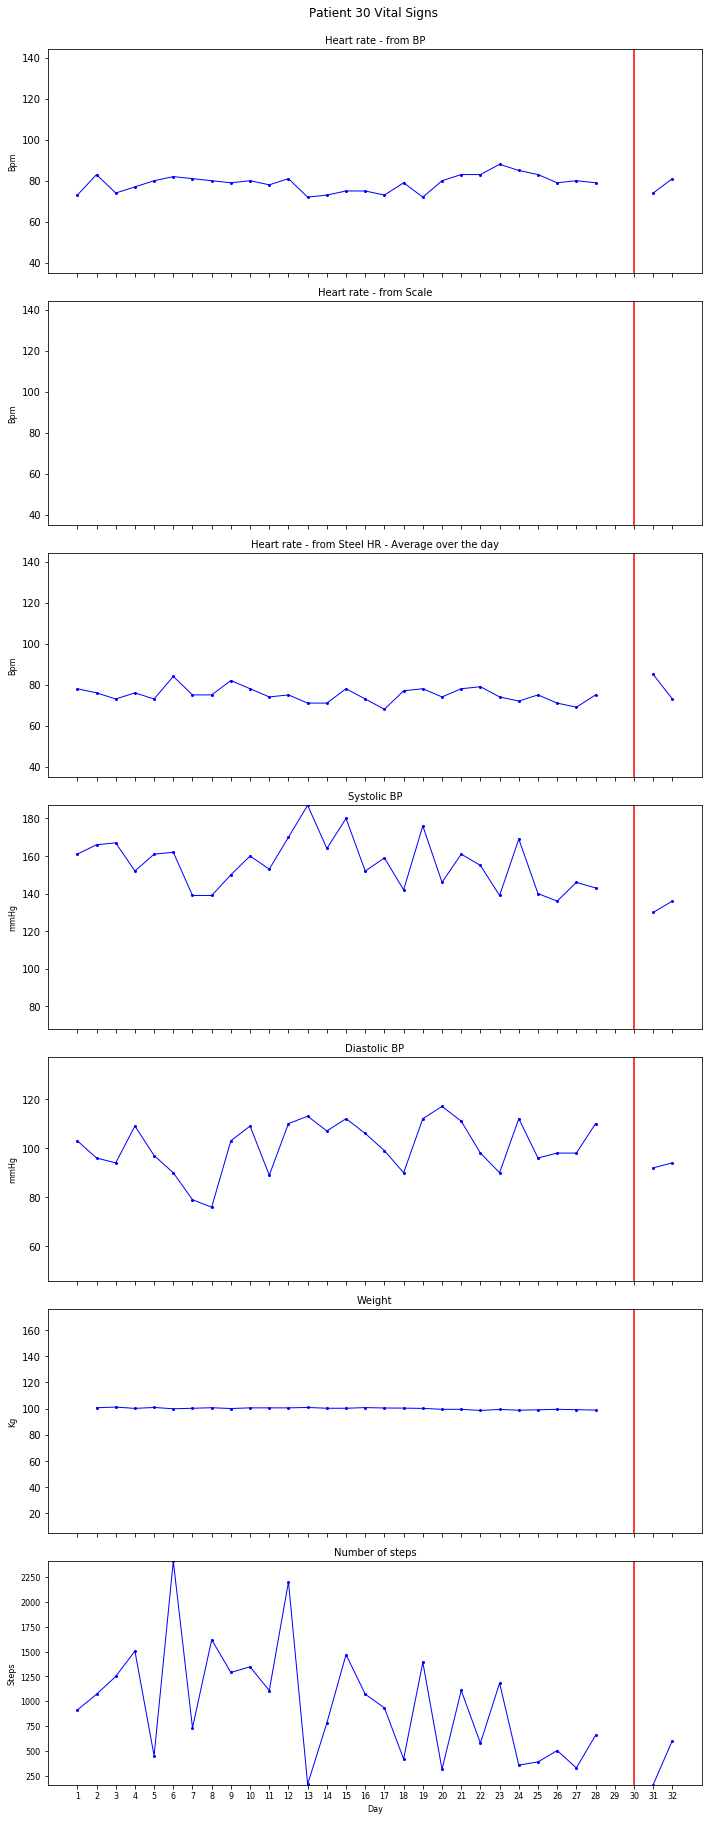 Patient 30 Vital Signs
Heart rate - from BP
140
120
100
80
60
40
Bpm
Heart rate - from Scale
140
120
100
80
60
40
Bpm
Heart rate - from Steel HR - Average over the day
140
120
100
80
60
40
Bpm
Systolic BP
180
160
140
120
100
80
mmHg
Diastolic BP
120
100
80
60
mmHg
Weight
160
140
120
100
80
60
40
20
Kg
Number of steps
2250
2000
1750
1500
1250
1000
750
500
250
Steps
1 2 3 4 5 6 7 8 9 10 11 12 13 14 15 16 17 18 19 20 21 22 23 24 25 26 27 28 29 30 31 32
Day